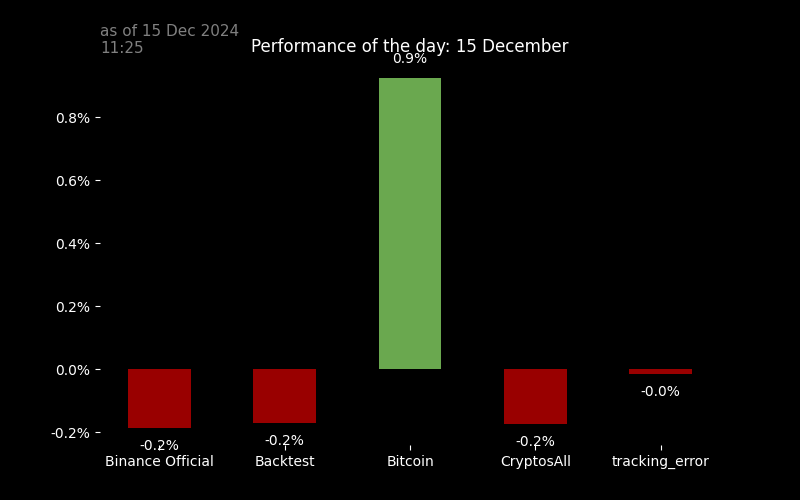 as of 15 Dec 2024
11:25
Performance of the day: 15 December
0.9%
0.8%
0.6%
0.4%
0.2%
0.0%
-0.2%
-0.0%
-0.2%
-0.2%
-0.2%
Binance Official
Backtest
Bitcoin
CryptosAll
tracking_error